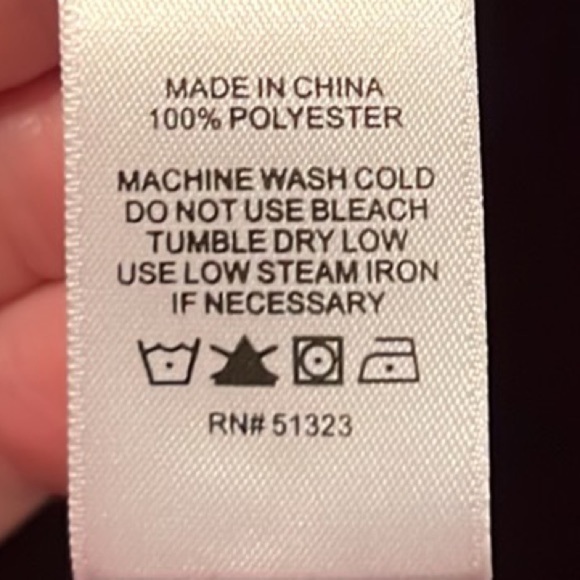 MADE IN CHINA
100% POLYESTER
MACHINE WASH COLD
DO NOT USE BLEACH
TUMBLE DRY LOW
USE LOW STEAM IRON
IF NECESSARY
RN# 51323